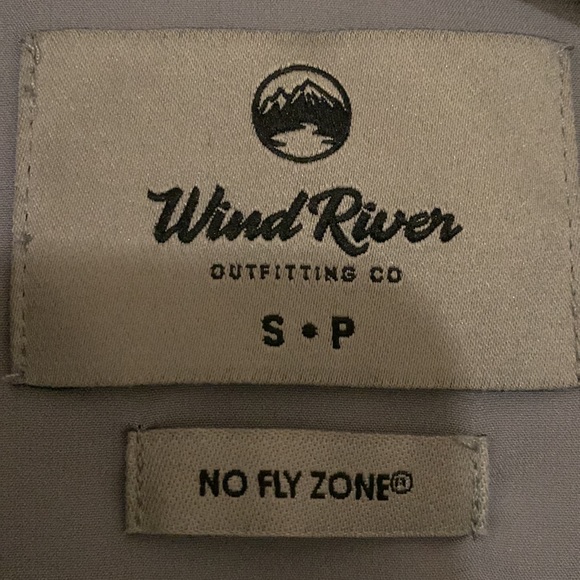 Wind River
OUTFITTING CO
S • P
NO FLY ZONE®